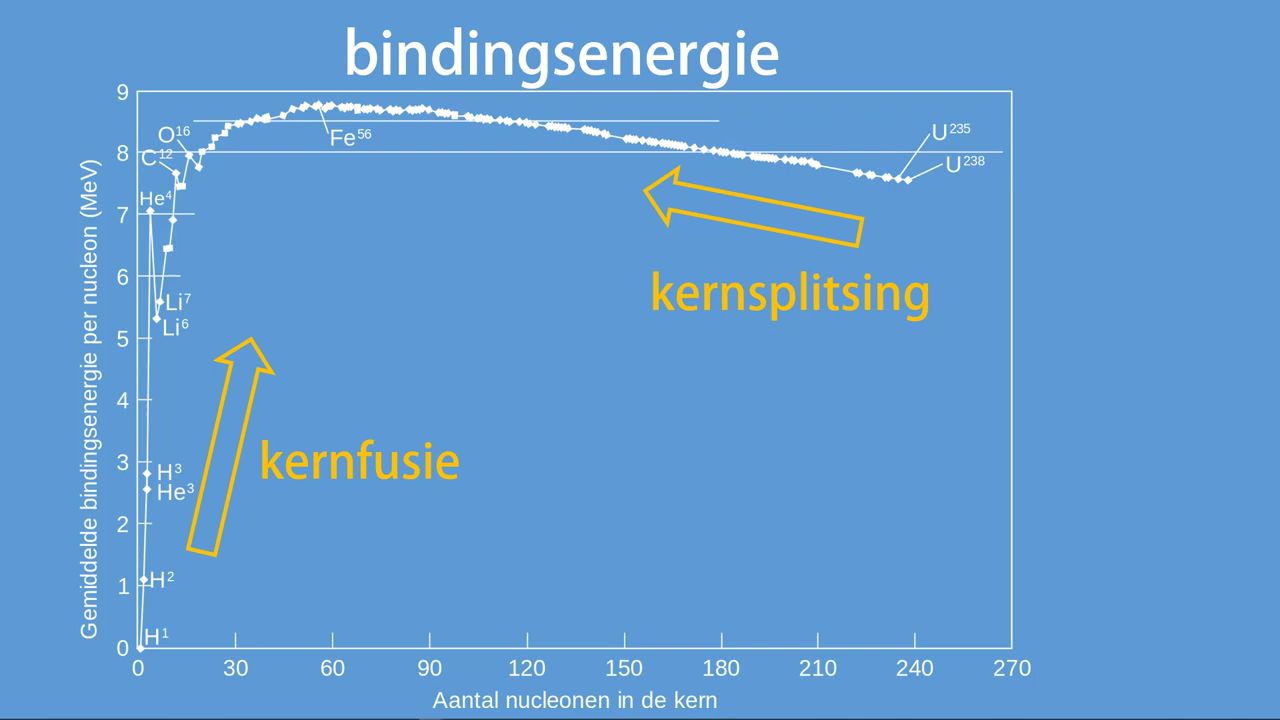 bindingsenergie
9
8
7
6
5
4
3
2
1
0
Gemiddelde bindingsenergie per nucleon (MeV)
O16
C12
He4
Fe56
U235
U238
Li7
Li6
kernsplitsing
kernfusie
H3
He3
H2
H1
0 30 60 90 120 150 180 210 240 270
Aantal nucleonen in de kern